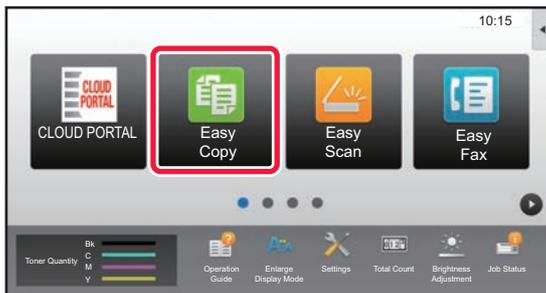 10:15
CLOUD
PORTAL
CLOUD PORTAL
Easy
Copy
Easy
Scan
Easy
Fax
Toner Quantity
Bk
C
M
Y
Operation
Guide
Enlarge
Display Mode
Settings
Total Count
Brightness
Adjustment
Job Status